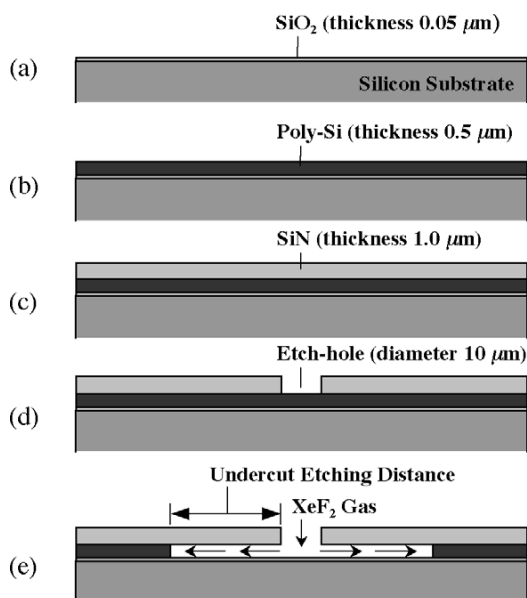 SiO₂ (thickness 0.05 μm)
(a)
Silicon Substrate
Poly-Si (thickness 0.5 μm)
(b)
SiN (thickness 1.0 μm)
(c)
Etch-hole (diameter 10 μm)
(d)
Undercut Etching Distance
XeF₂ Gas
(e)